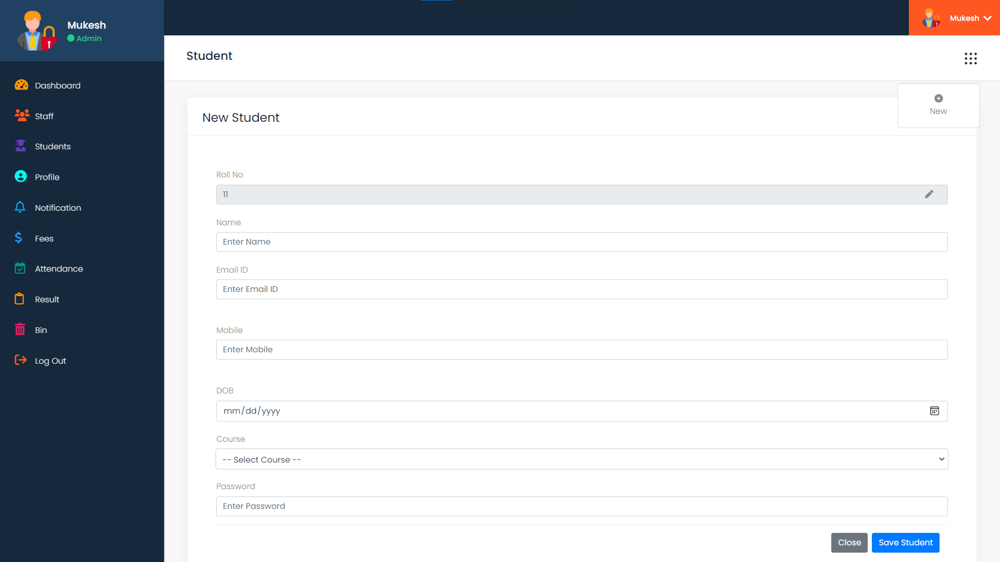 Mukesh
Admin
Mukesh
Dashboard
Staff
Students
Profile
Notification
Fees
Attendance
Result
Bin
Log Out
Student
New
New Student
Roll No
11
Name
Enter Name
Email ID
Enter Email ID
Mobile
Enter Mobile
DOB
mm/dd/yyyy
Course
-- Select Course --
Password
Enter Password
Close
Save Student